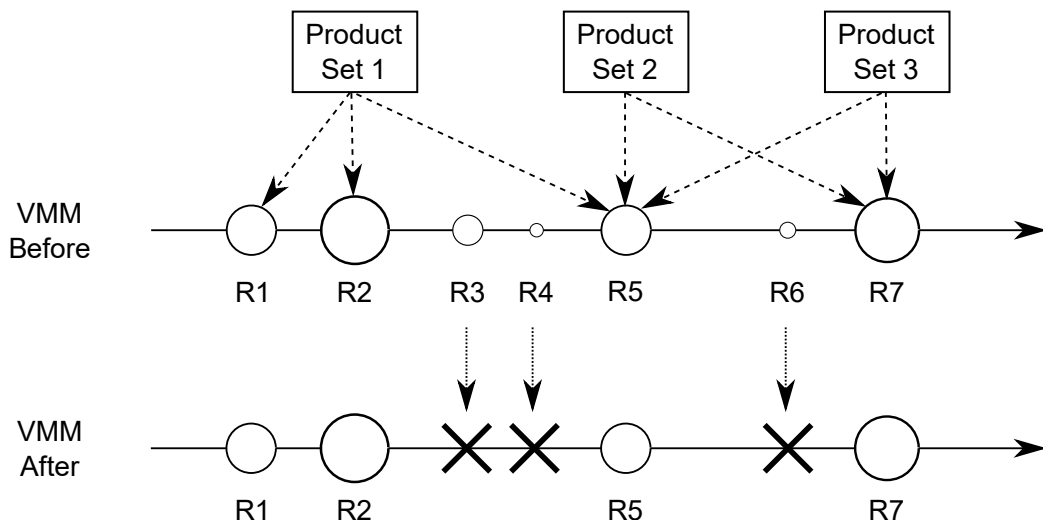 Product
Set 1
Product
Set 2
Product
Set 3
VMM
Before
R1
R2
R3
R4
R5
R6
R7
VMM
After
R1
R2
R5
R7